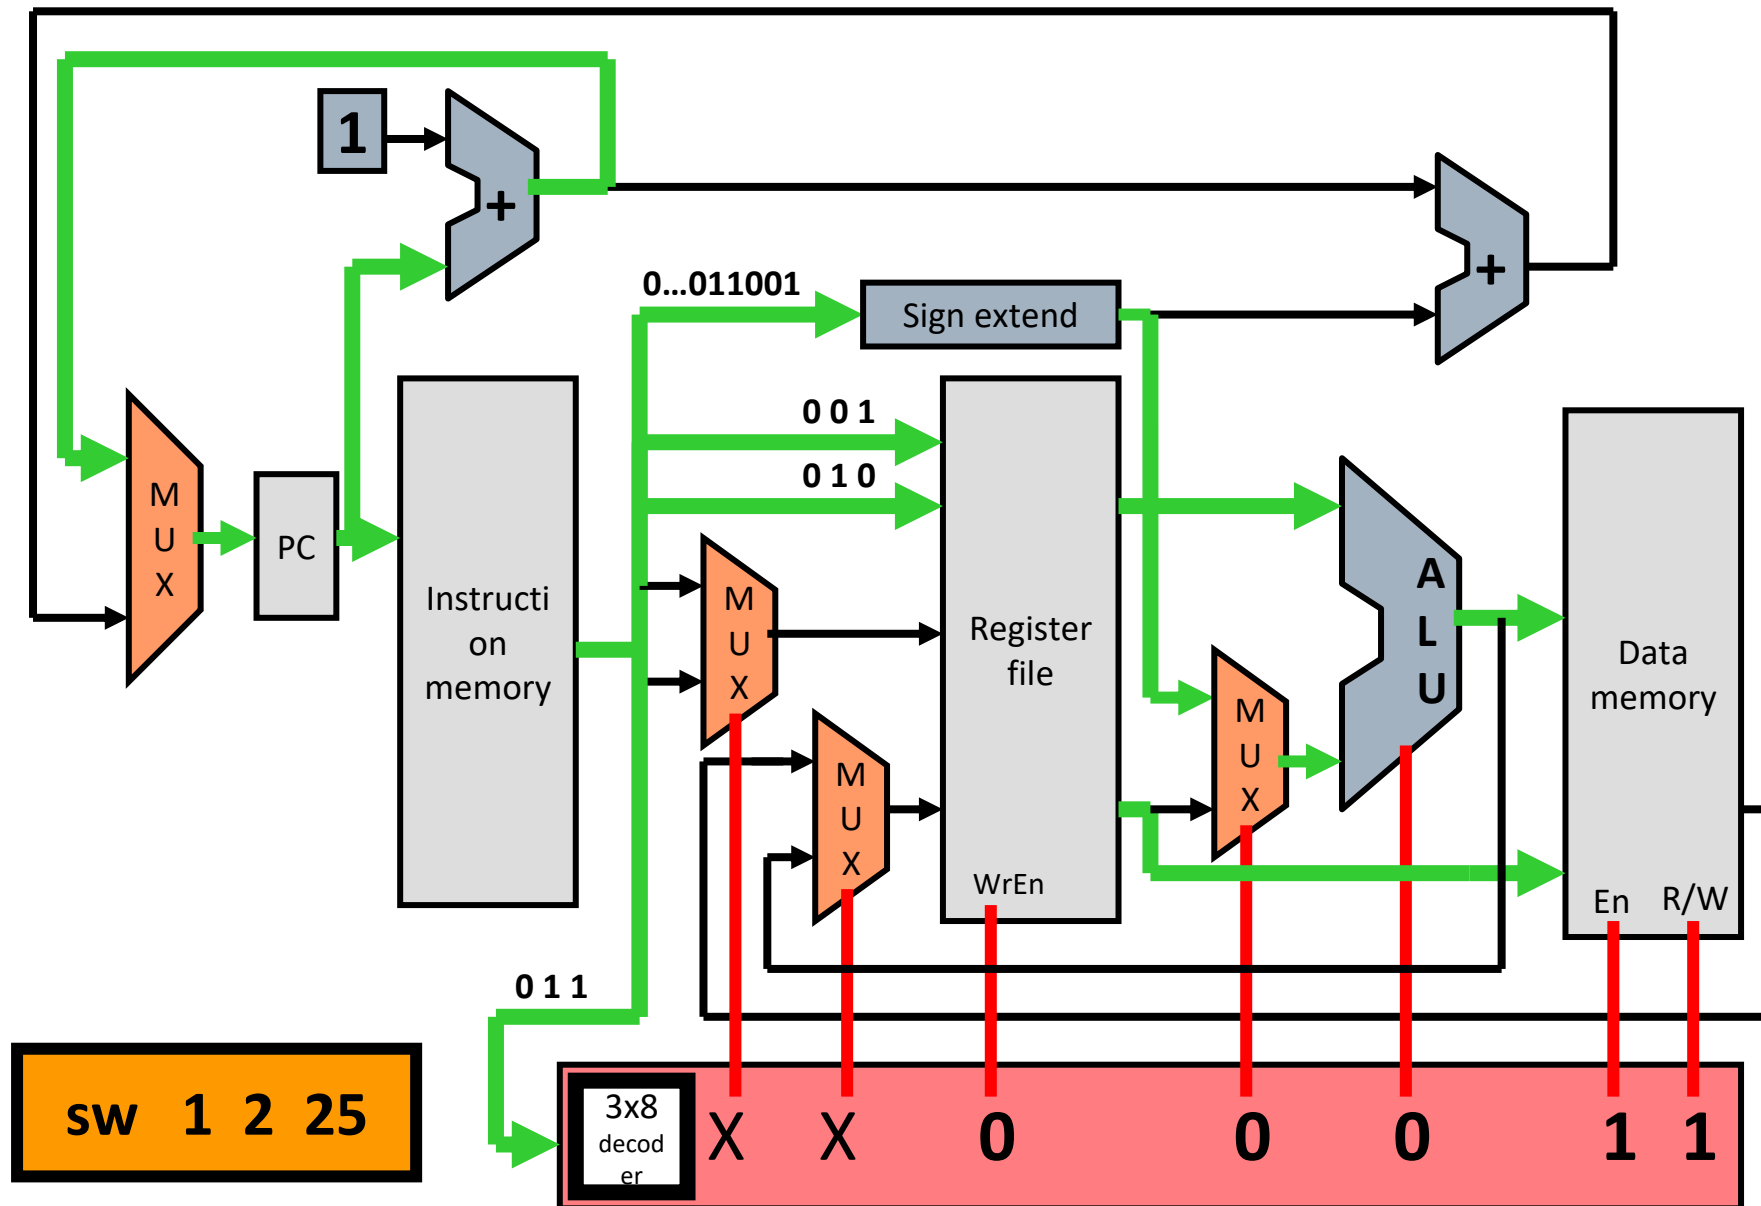 1
+
+
0...011001
Sign extend
0 0 1
0 1 0
M
U
X
PC
Instructi
on
memory
M
U
X
Register
file
WrEn
M
U
X
M
U
X
A
L
U
Data
memory
En R/W
0 1 1
sw 1 2 25
3x8
decod
er
X X 0 0 0 1 1